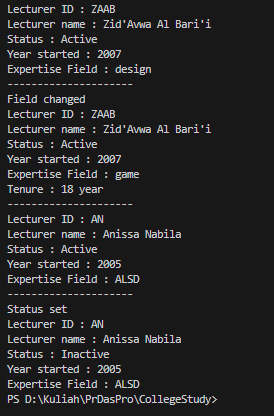 Lecturer ID : ZAAB
Lecturer name : Zid'Avwa Al Bari'i
Status : Active
Year started : 2007
Expertise Field : design
---------------------
Field changed
Lecturer ID : ZAAB
Lecturer name : Zid'Avwa Al Bari'i
Status : Active
Year started : 2007
Expertise Field : game
Tenure : 18 year
---------------------
Lecturer ID : AN
Lecturer name : Anissa Nabila
Status : Active
Year started : 2005
Expertise Field : ALSD
---------------------
Status set
Lecturer ID : AN
Lecturer name : Anissa Nabila
Status : Inactive
Year started : 2005
Expertise Field : ALSD
PS D:\Kuliah\PrDasPro\CollegeStudy>